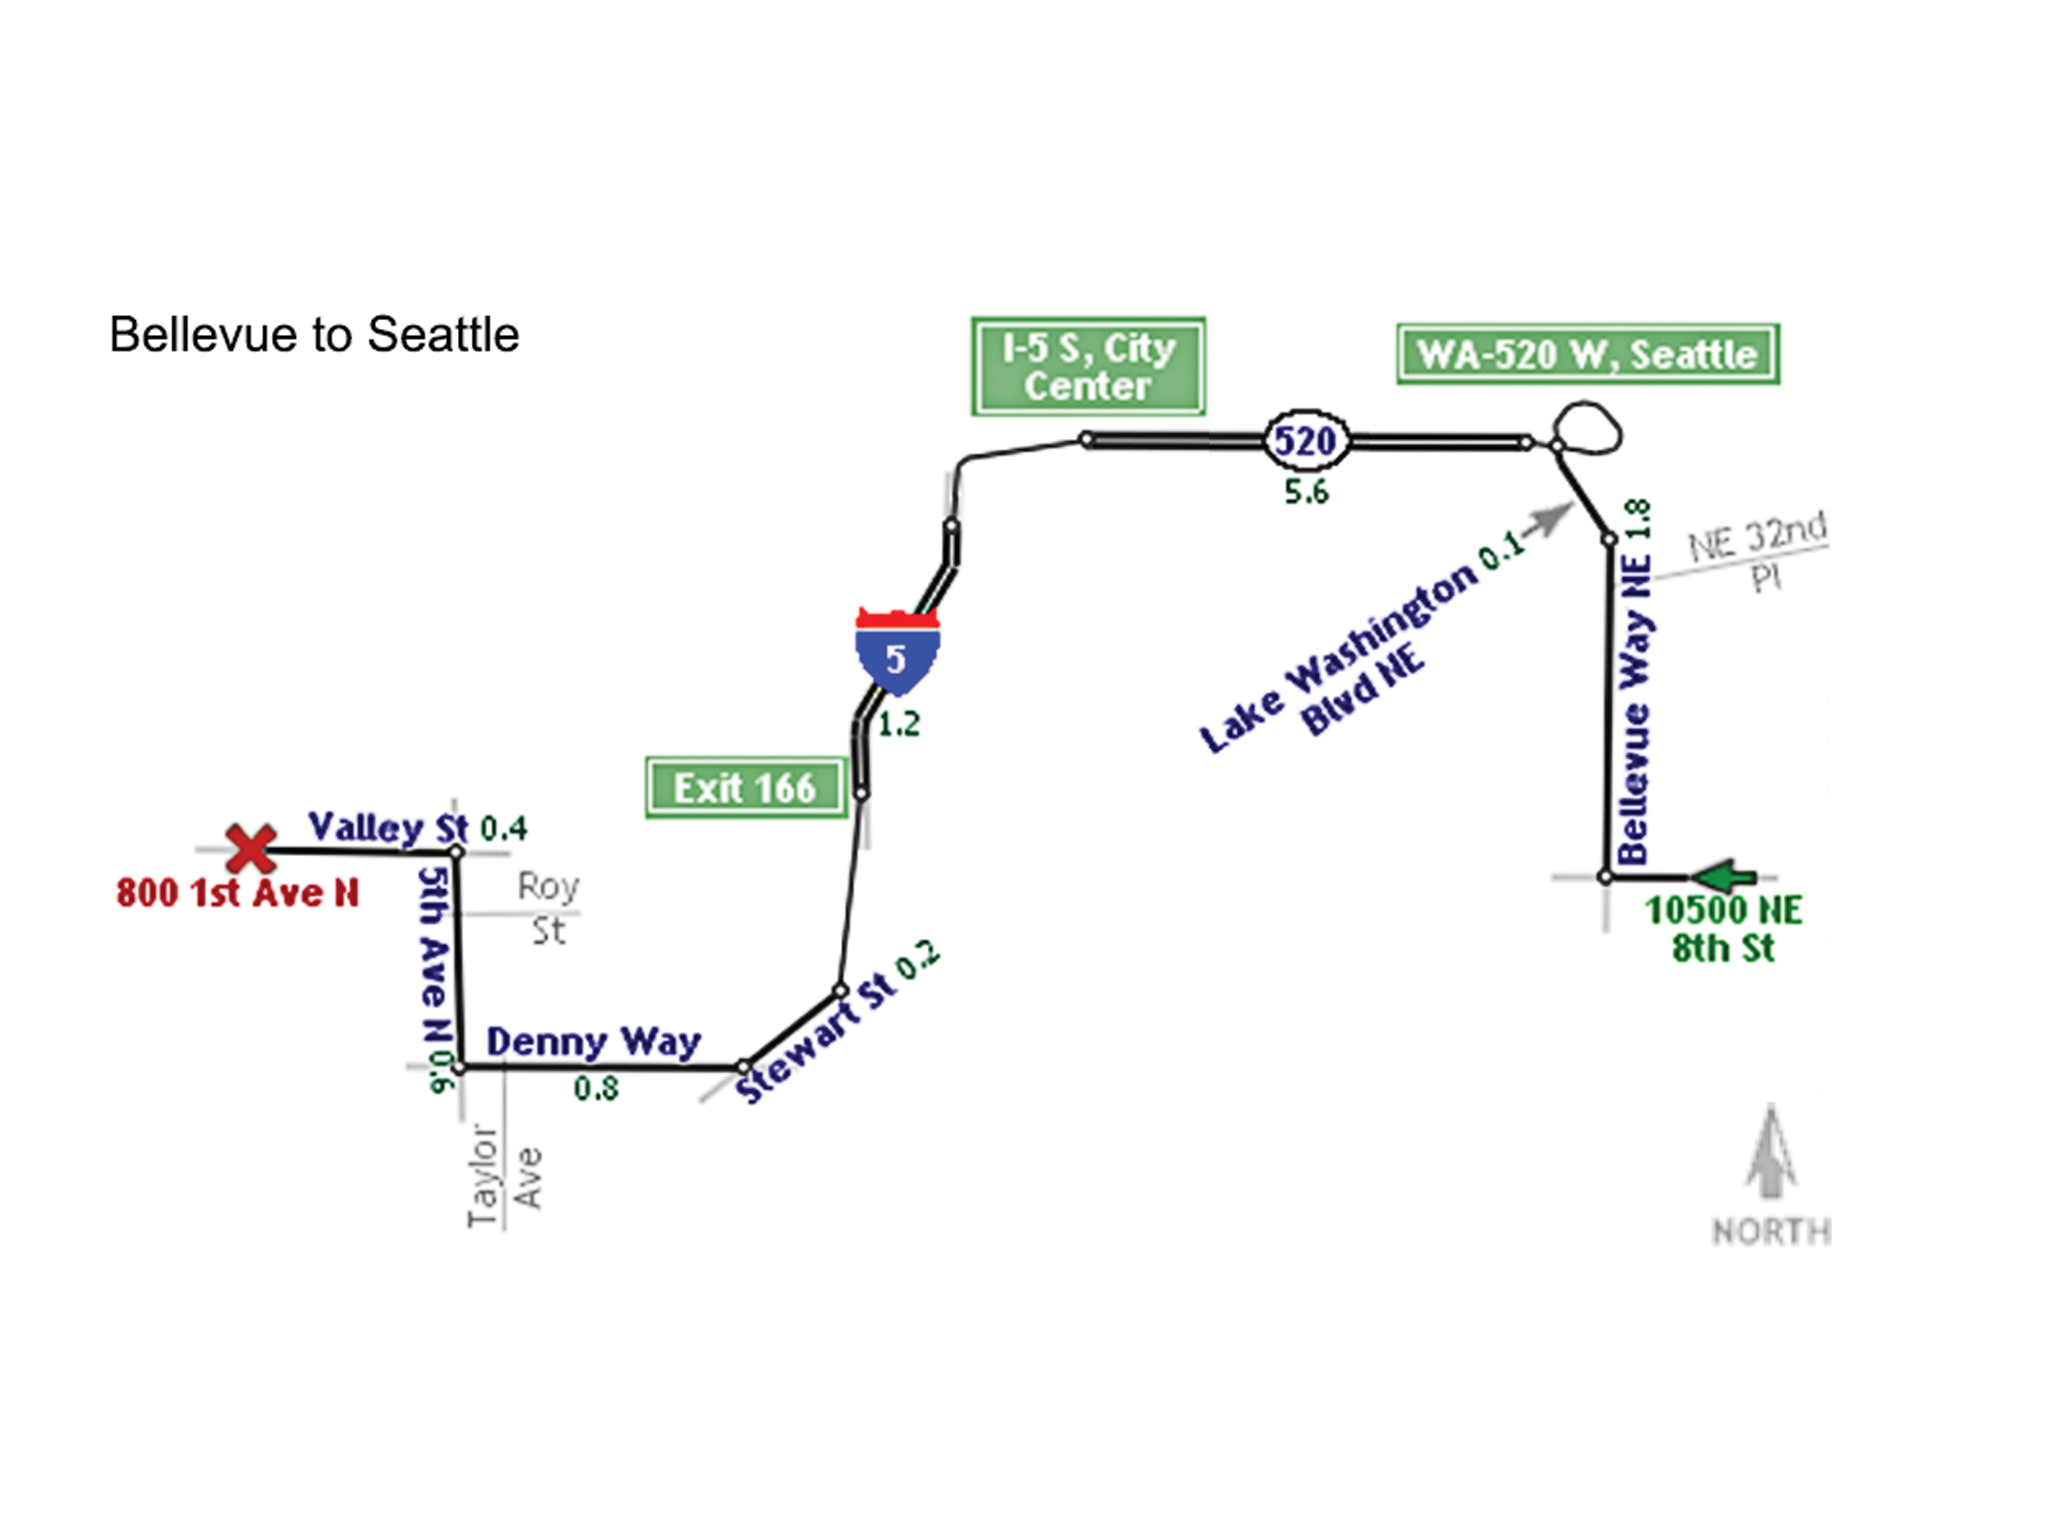 Bellevue to Seattle
I-5 S, City
Center
WA-520 W, Seattle
520
5.6
1.8
NE 32nd
Pl
Lake Washington 0.1
Blvd NE
Bellevue Way NE
5
1.2
Exit 166
Valley St 0.4
800 1st Ave N
Roy
St
5th Ave N
0.6
10500 NE
8th St
Stewart St 0.2
Denny Way
0.8
Taylor
Ave
NORTH